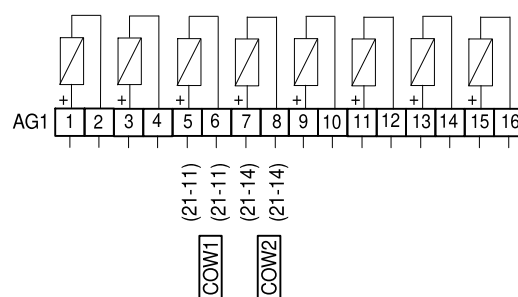 + + + + + + + +
AG1 1 2 3 4 5 6 7 8 9 10 11 12 13 14 15 16
(21-11) (21-11) (21-14) (21-14)
COW1 COW2